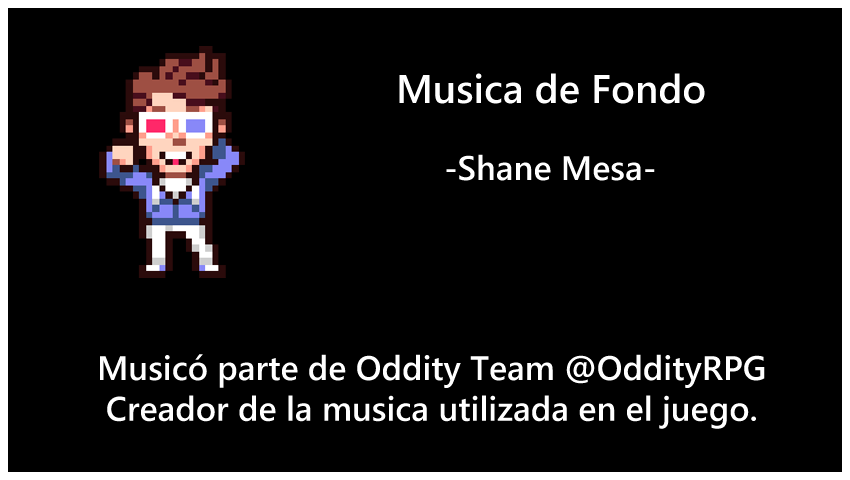 Musica de Fondo
-Shane Mesa-
Musicó parte de Oddity Team @OddityRPG
Creador de la musica utilizada en el juego.